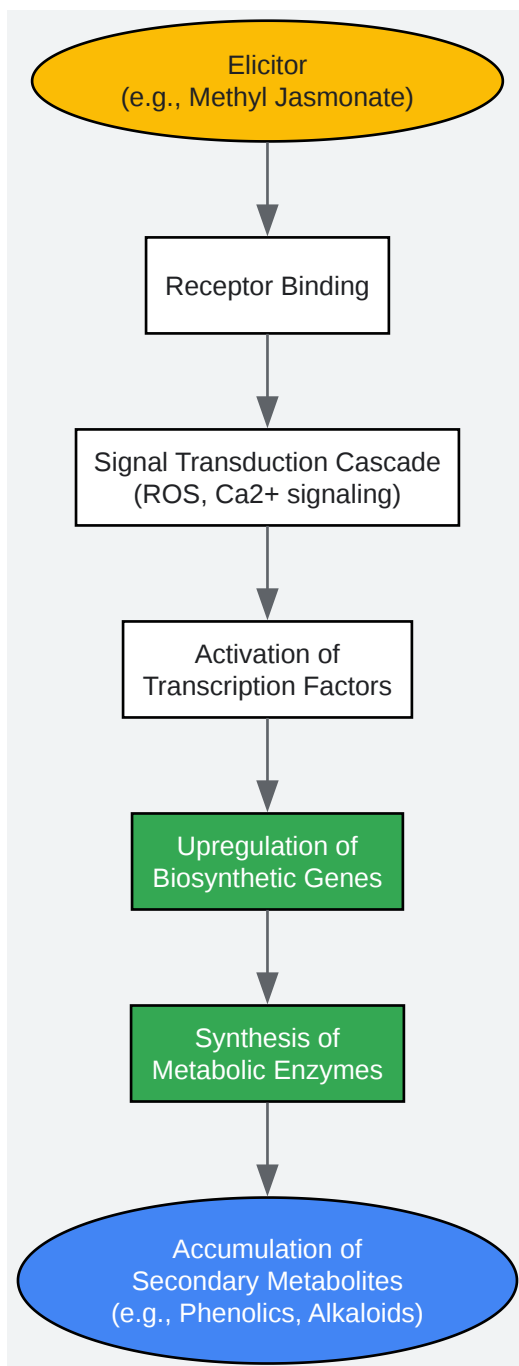 Elicitor
(e.g., Methyl Jasmonate)
Receptor Binding
Signal Transduction Cascade
(ROS, Ca2+ signaling)
Activation of
Transcription Factors
Upregulation of
Biosynthetic Genes
Synthesis of
Metabolic Enzymes
Accumulation of
Secondary Metabolites
(e.g., Phenolics, Alkaloids)